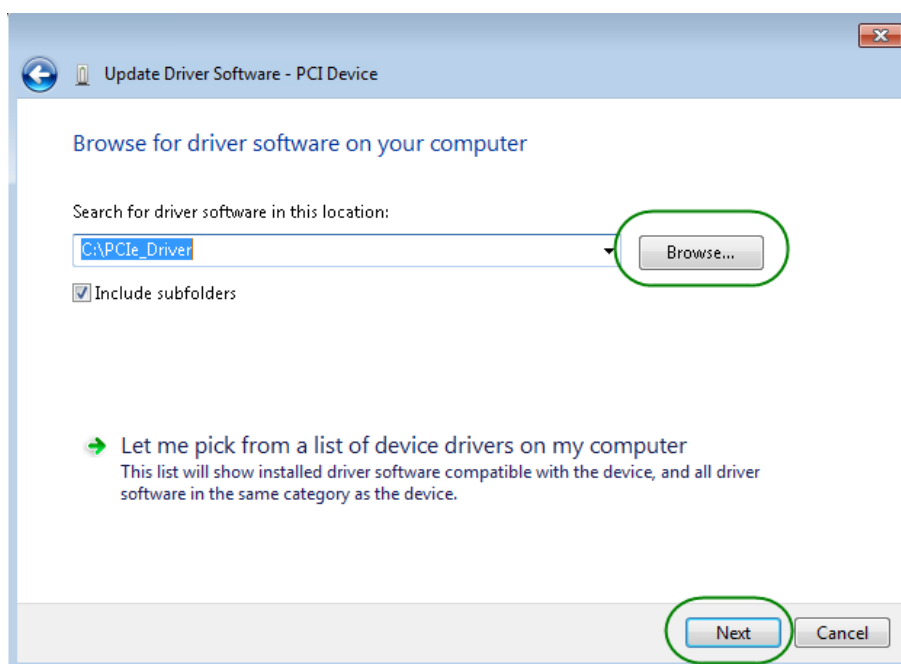 Update Driver Software - PCI Device
Browse for driver software on your computer
Search for driver software in this location:
C:\PCIe_Driver
Browse...
Include subfolders
Let me pick from a list of device drivers on my computer
This list will show installed driver software compatible with the device, and all driver
software in the same category as the device.
Next
Cancel